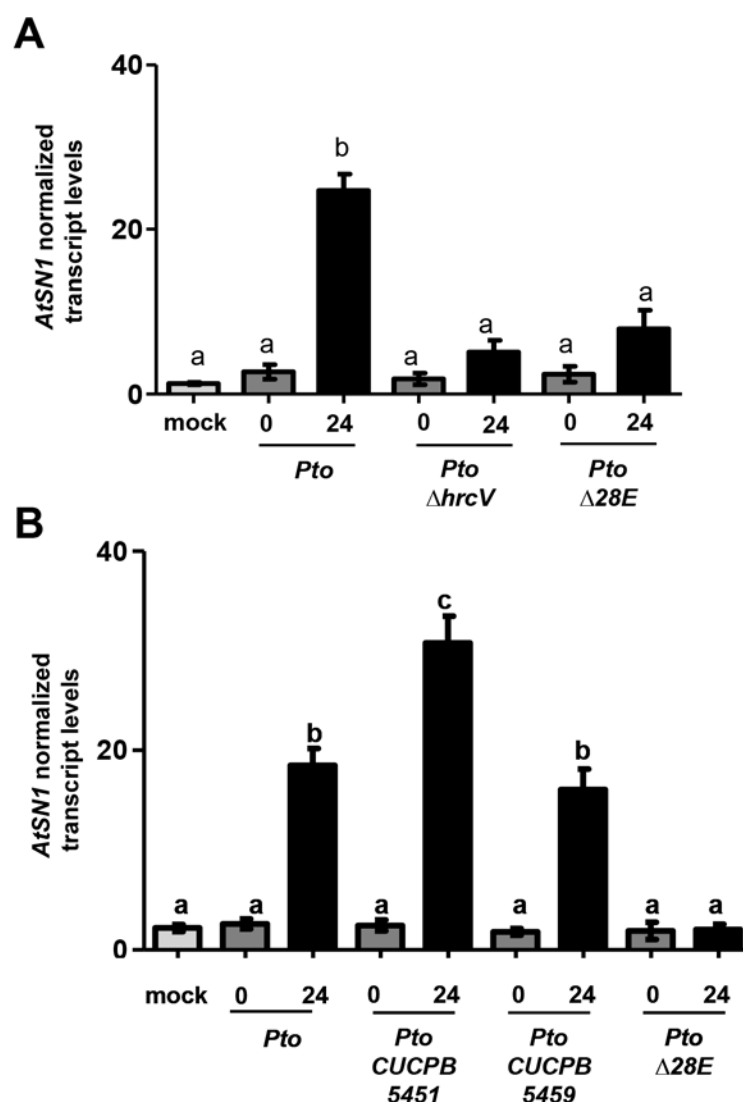 A
AtSN1 normalized
transcript levels
40
20
0
a
a
b
a
a
a
a
mock
0
24
0
24
0
24
Pto
Pto
ΔhrcV
Pto
Δ28E
B
AtSN1 normalized
transcript levels
40
20
0
a
a
b
a
c
a
b
a
a
mock
0
24
0
24
0
24
0
24
Pto
Pto
CUCPB
5451
Pto
CUCPB
5459
Pto
Δ28E